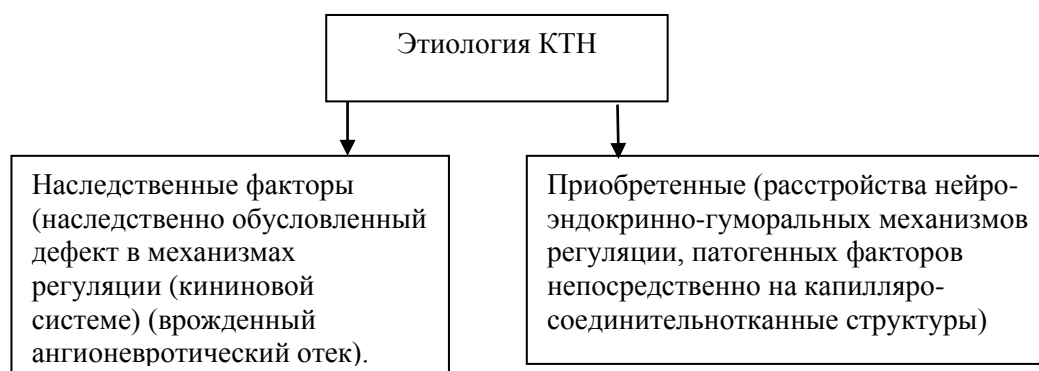 Этиология КТН
Наследственные факторы
(наследственно обусловленный
дефект в механизмах
регуляции (кининовой
системе) (врожденный
ангионевротический отек).
Приобретенные (расстройства нейро-
эндокринно-гуморальных механизмов
регуляции, патогенных факторов
непосредственно на капилляро-
соединительнотканные структуры)